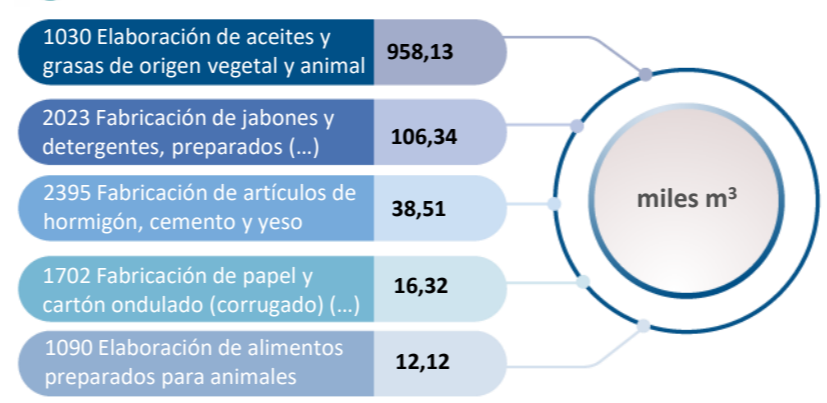 1030 Elaboración de aceites y
grasas de origen vegetal y animal
958,13
2023 Fabricación de jabones y
detergentes, preparados (...)
106,34
2395 Fabricación de artículos de
hormigón, cemento y yeso
38,51
1702 Fabricación de papel y
cartón ondulado (corrugado) (...)
16,32
1090 Elaboración de alimentos
preparados para animales
12,12
miles m³